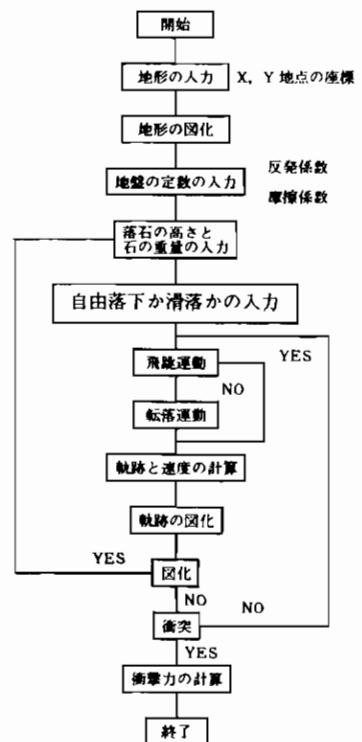 開始
地形の入力 X, Y 地点の座標
地形の図化
反発係数
地盤の定数の入力
摩擦係数
落石の高さと
石の重量の入力
自由落下か滑落かの入力
飛跳運動
YES
NO
転落運動
軌跡と速度の計算
軌跡の図化
YES
図化
NO
NO
衝突
YES
衝撃力の計算
終了